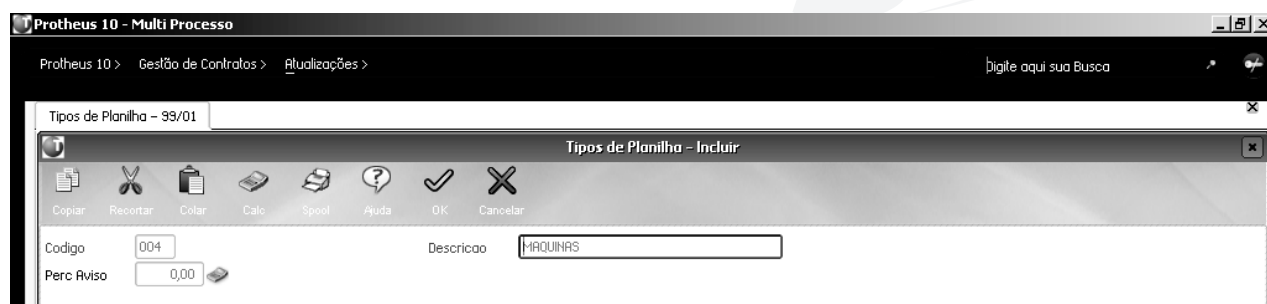 Protheus 10 - Multi Processo
Protheus 10 > Gestão de Contratos > Atualizações > Digite aqui sua Busca
Tipos de Planilha - 99/01
Tipos de Planilha - Incluir
Copiar Recortar Colar Calc Spool Ajuda OK Cancelar
Codigo 004 Descricao MAQUINAS
Perc Aviso 0,00